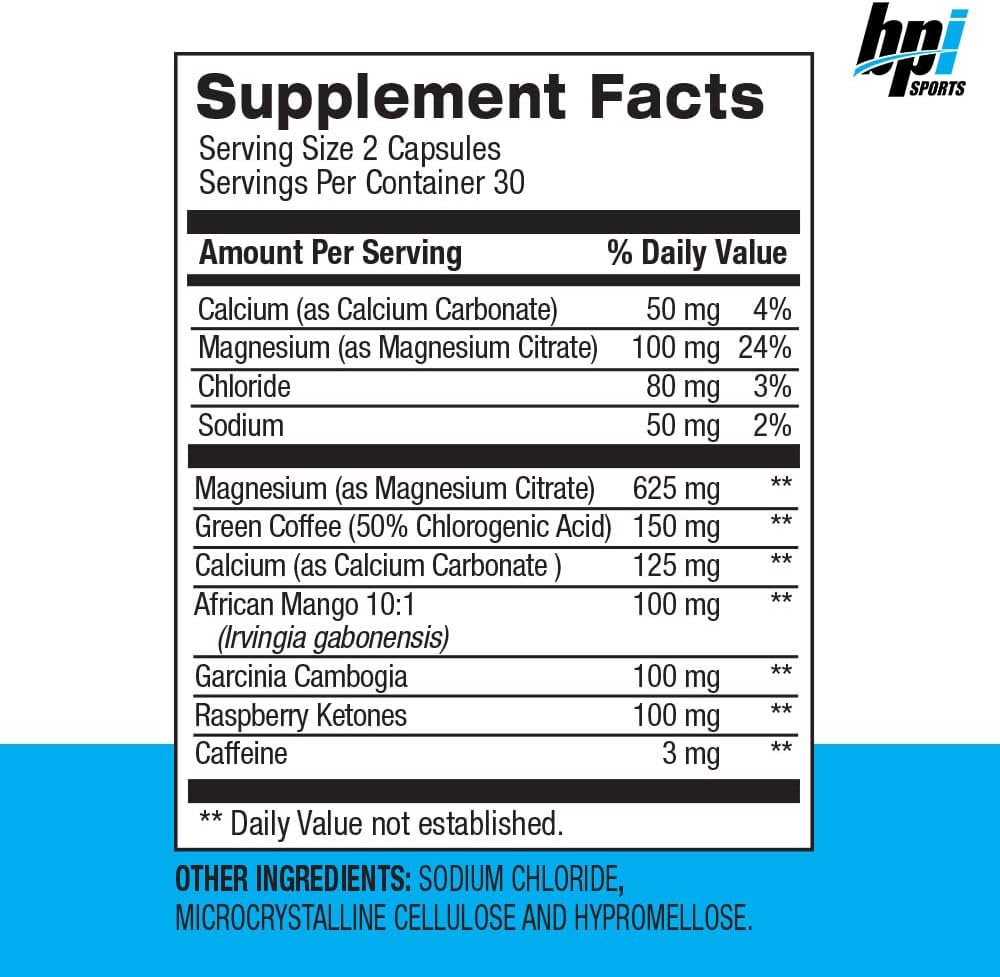 bpi
SPORTS
Supplement Facts
Serving Size 2 Capsules
Servings Per Container 30
Amount Per Serving % Daily Value
Calcium (as Calcium Carbonate) 50 mg 4%
Magnesium (as Magnesium Citrate) 100 mg 24%
Chloride 80 mg 3%
Sodium 50 mg 2%
Magnesium (as Magnesium Citrate) 625 mg **
Green Coffee (50% Chlorogenic Acid) 150 mg **
Calcium (as Calcium Carbonate ) 125 mg **
African Mango 10:1 100 mg **
(Irvingia gabonensis)
Garcinia Cambogia 100 mg **
Raspberry Ketones 100 mg **
Caffeine 3 mg **
** Daily Value not established.
OTHER INGREDIENTS: SODIUM CHLORIDE,
MICROCRYSTALLINE CELLULOSE AND HYPROMELLOSE.